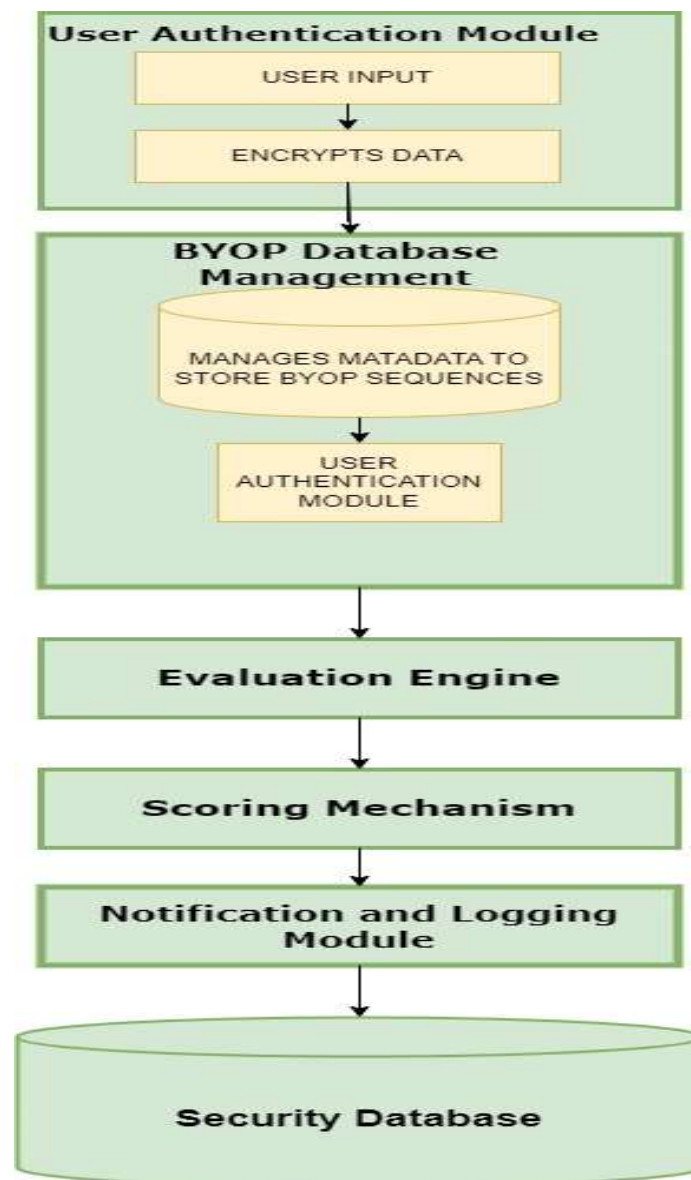 User Authentication Module
USER INPUT
ENCRYPTS DATA
BYOP Database
Management
MANAGES MATADATA TO
STORE BYOP SEQUENCES
USER
AUTHENTICATION
MODULE
Evaluation Engine
Scoring Mechanism
Notification and Logging
Module
Security Database